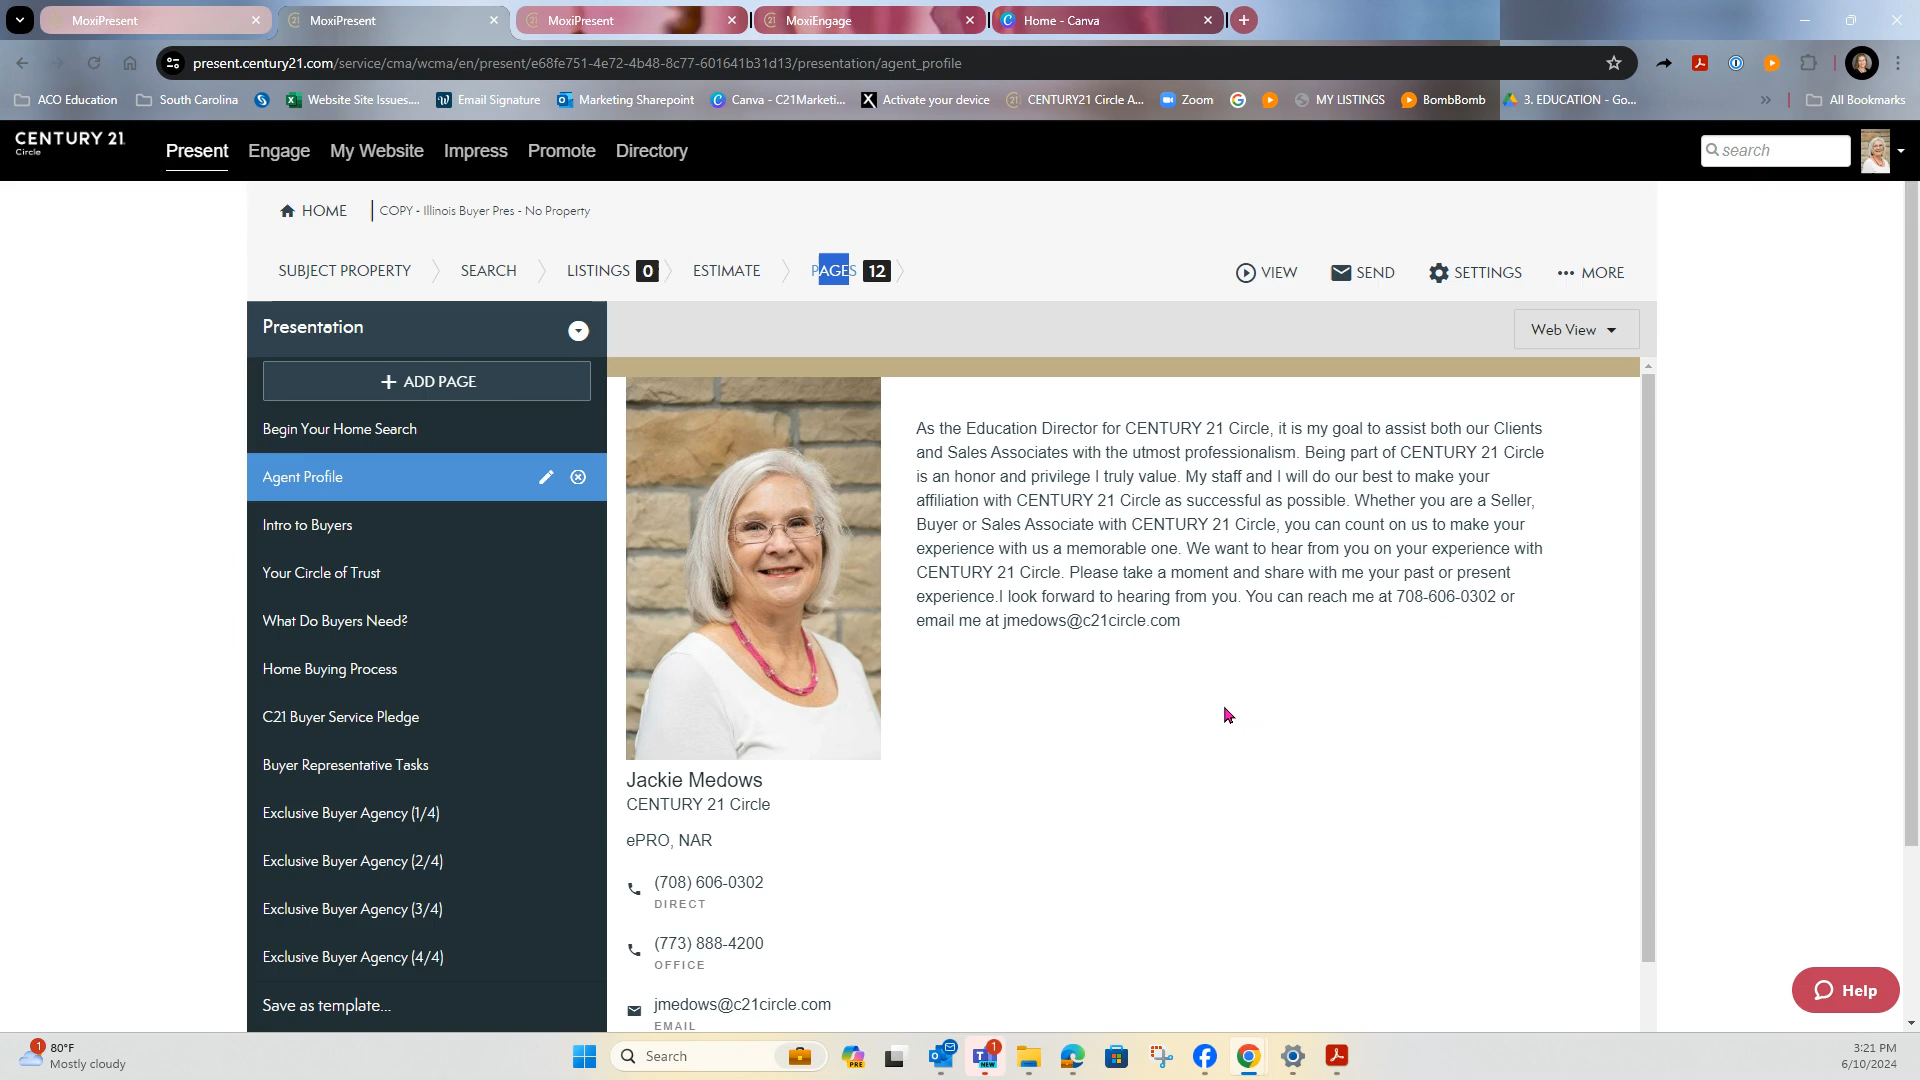 MoxiPresent
MoxiPresent
MoxiPresent
MoxiEngage
Home - Canva
present.century21.com/service/cma/wcma/en/present/e68fe751-4e72-4b48-8c77-601641b31d13/presentation/agent_profile
ACO Education
South Carolina
Website Site Issues....
Email Signature
Marketing Sharepoint
Canva - C21Marketi...
Activate your device
CENTURY21 Circle A...
Zoom
MY LISTINGS
BombBomb
3. EDUCATION - Go...
All Bookmarks
CENTURY 21
Circle
Present
Engage
My Website
Impress
Promote
Directory
search
HOME
COPY - Illinois Buyer Pres - No Property
SUBJECT PROPERTY
SEARCH
LISTINGS 0
ESTIMATE
PAGES 12
VIEW
SEND
SETTINGS
MORE
Presentation
Web View
ADD PAGE
Begin Your Home Search
Agent Profile
Intro to Buyers
Your Circle of Trust
What Do Buyers Need?
Home Buying Process
C21 Buyer Service Pledge
Buyer Representative Tasks
Exclusive Buyer Agency (1/4)
Exclusive Buyer Agency (2/4)
Exclusive Buyer Agency (3/4)
Exclusive Buyer Agency (4/4)
Save as template...
As the Education Director for CENTURY 21 Circle, it is my goal to assist both our Clients
and Sales Associates with the utmost professionalism. Being part of CENTURY 21 Circle
is an honor and privilege I truly value. My staff and I will do our best to make your
affiliation with CENTURY 21 Circle as successful as possible. Whether you are a Seller,
Buyer or Sales Associate with CENTURY 21 Circle, you can count on us to make your
experience with us a memorable one. We want to hear from you on your experience with
CENTURY 21 Circle. Please take a moment and share with me your past or present
experience.I look forward to hearing from you. You can reach me at 708-606-0302 or
email me at jmedows@c21circle.com
Jackie Medows
CENTURY 21 Circle
ePRO, NAR
(708) 606-0302
DIRECT
(773) 888-4200
OFFICE
jmedows@c21circle.com
EMAIL
Help
1
80°F
Mostly cloudy
Search
PRE
1
NEW
3:21 PM
6/10/2024